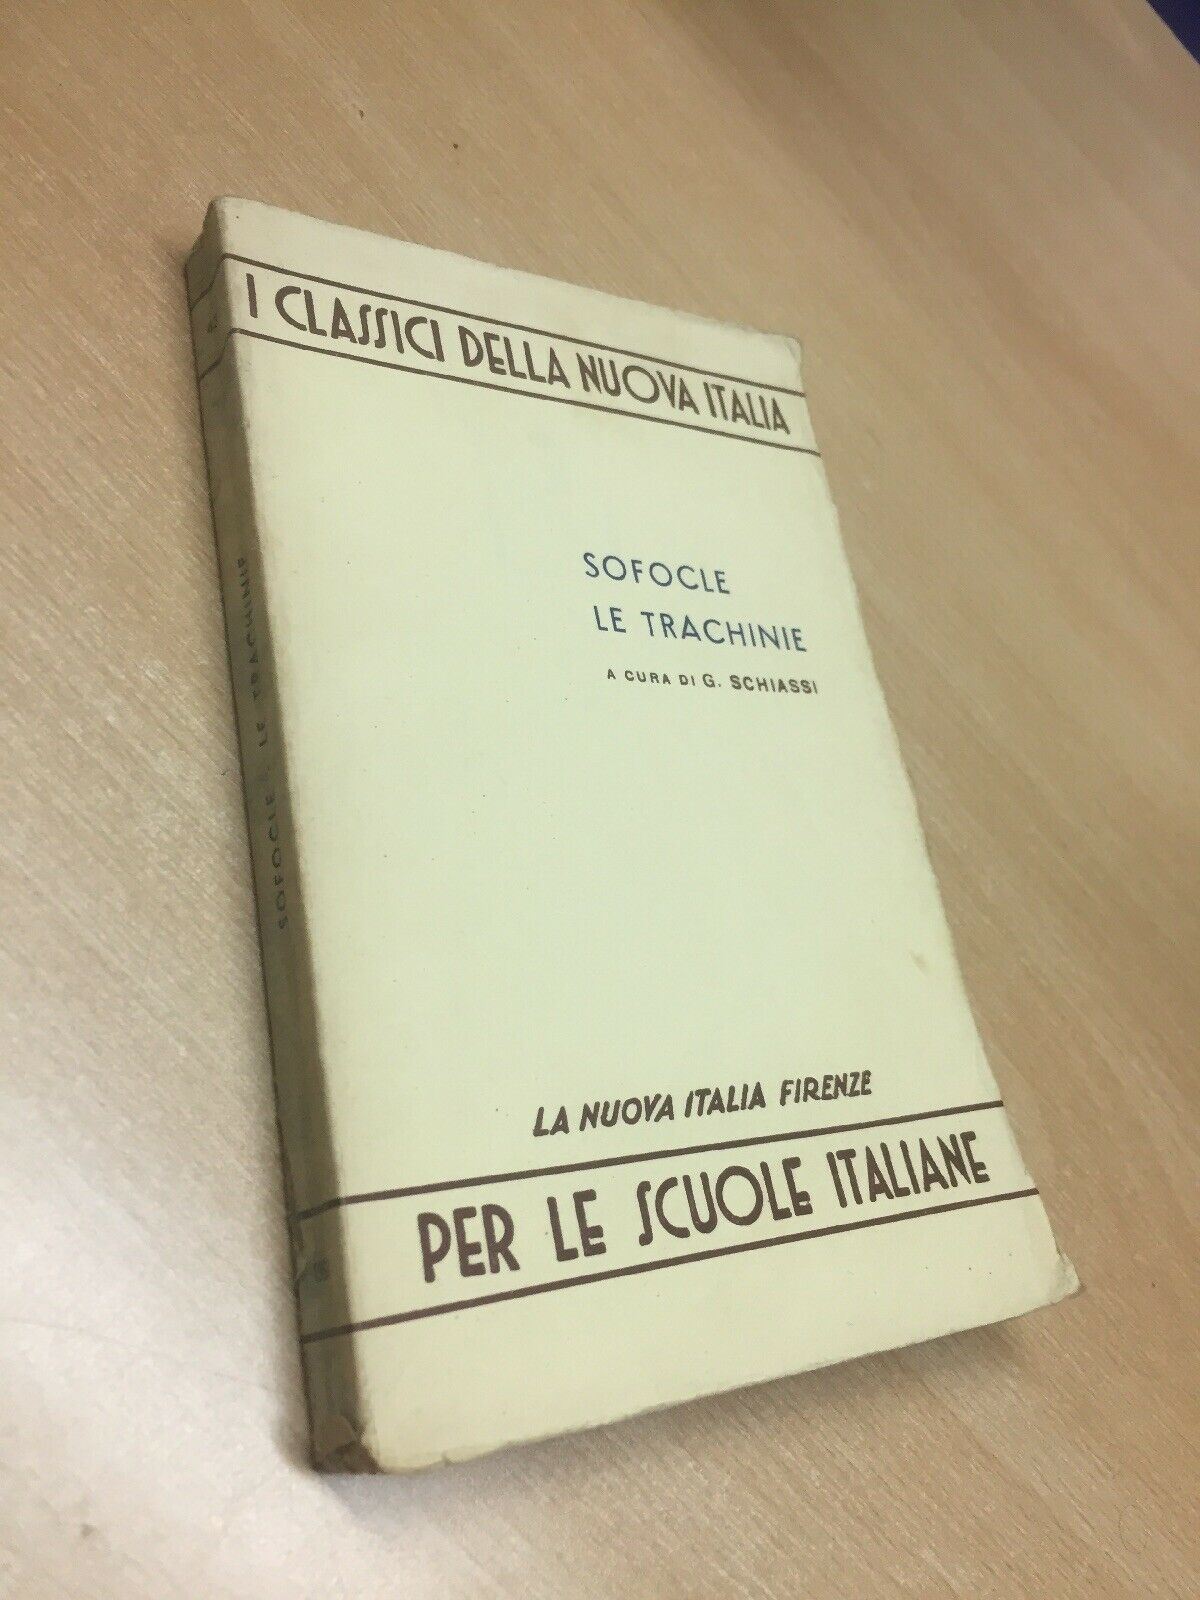 I CLASSICI DELLA NUOVA ITALIA
SOFOCLE
LE TRACHINIE
A CURA DI G. SCHIASSI
LA NUOVA ITALIA FIRENZE
PER LE SCUOLE ITALIANE
SOFOCLE LE TRACHINIE